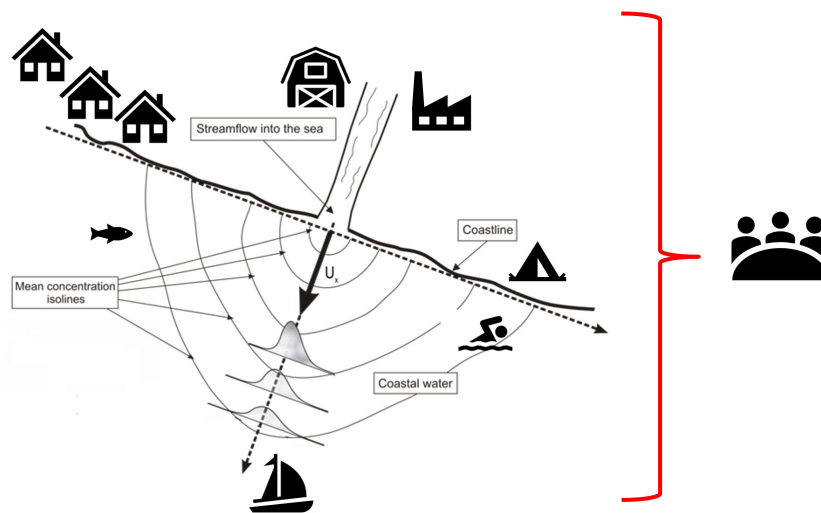 Streamflow into the sea
Coastline
Uₓ
Mean concentration
isolines
Coastal water